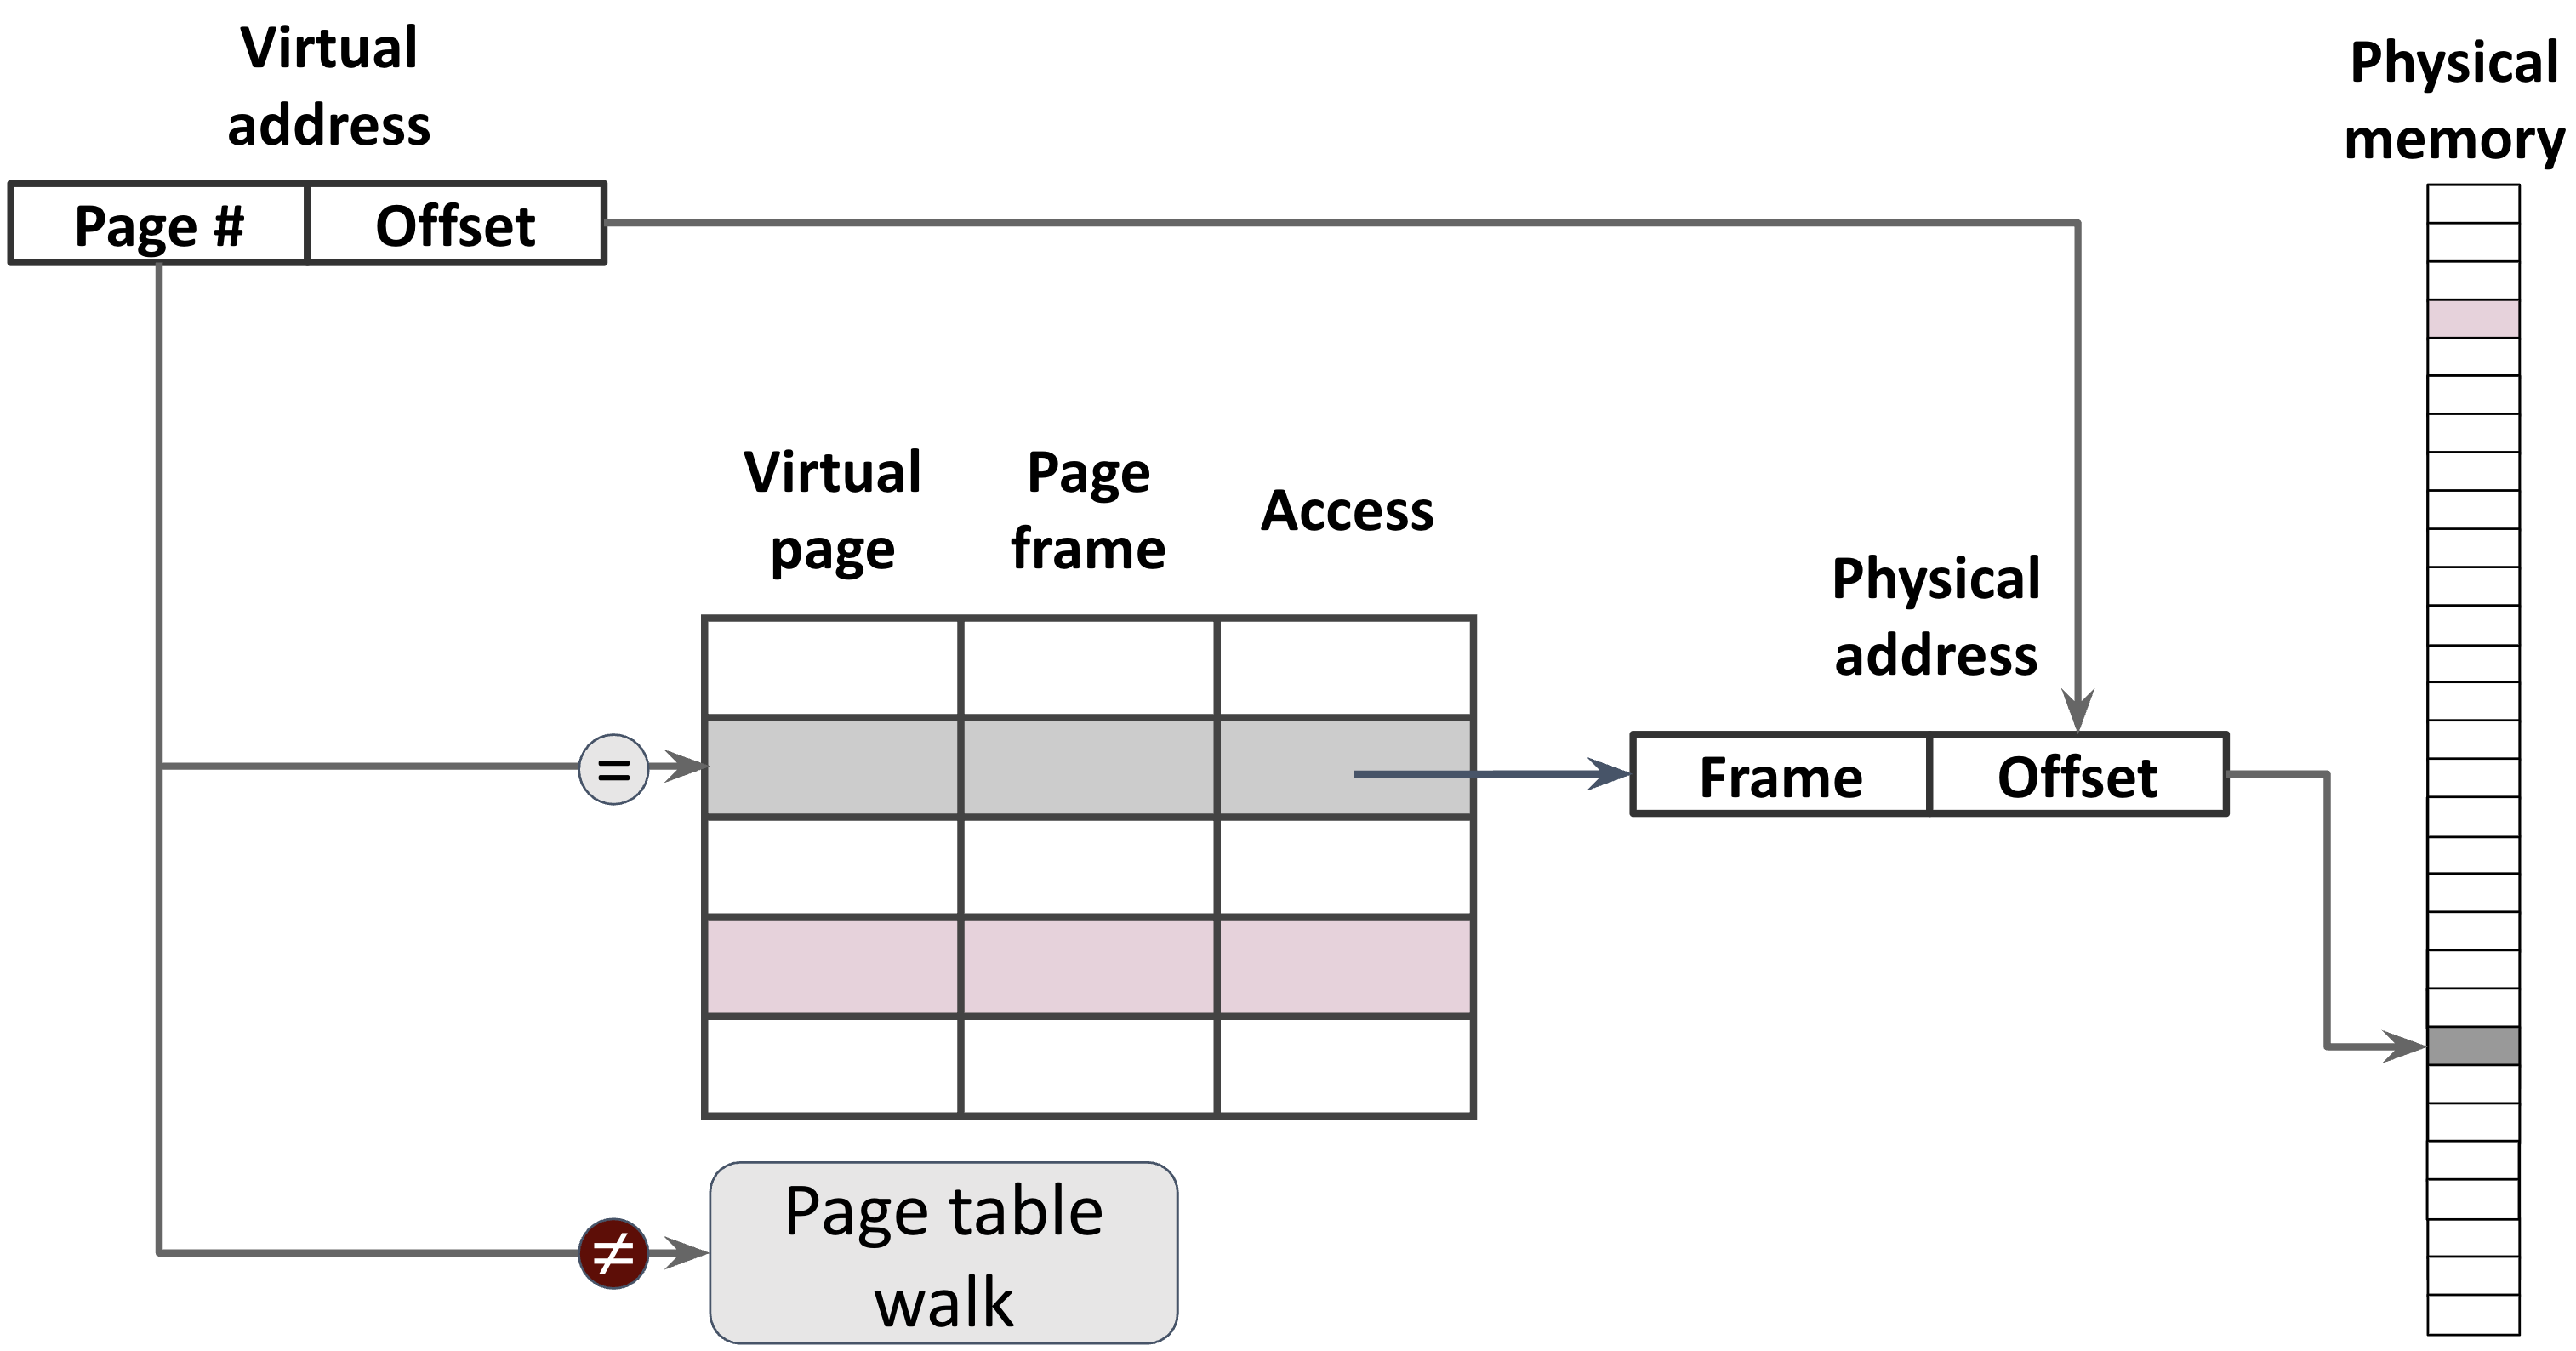 Virtual
address
Page #
Offset
Physical
memory
Virtual
page
Page
frame
Access
Physical
address
=
Frame
Offset
≠
Page table
walk